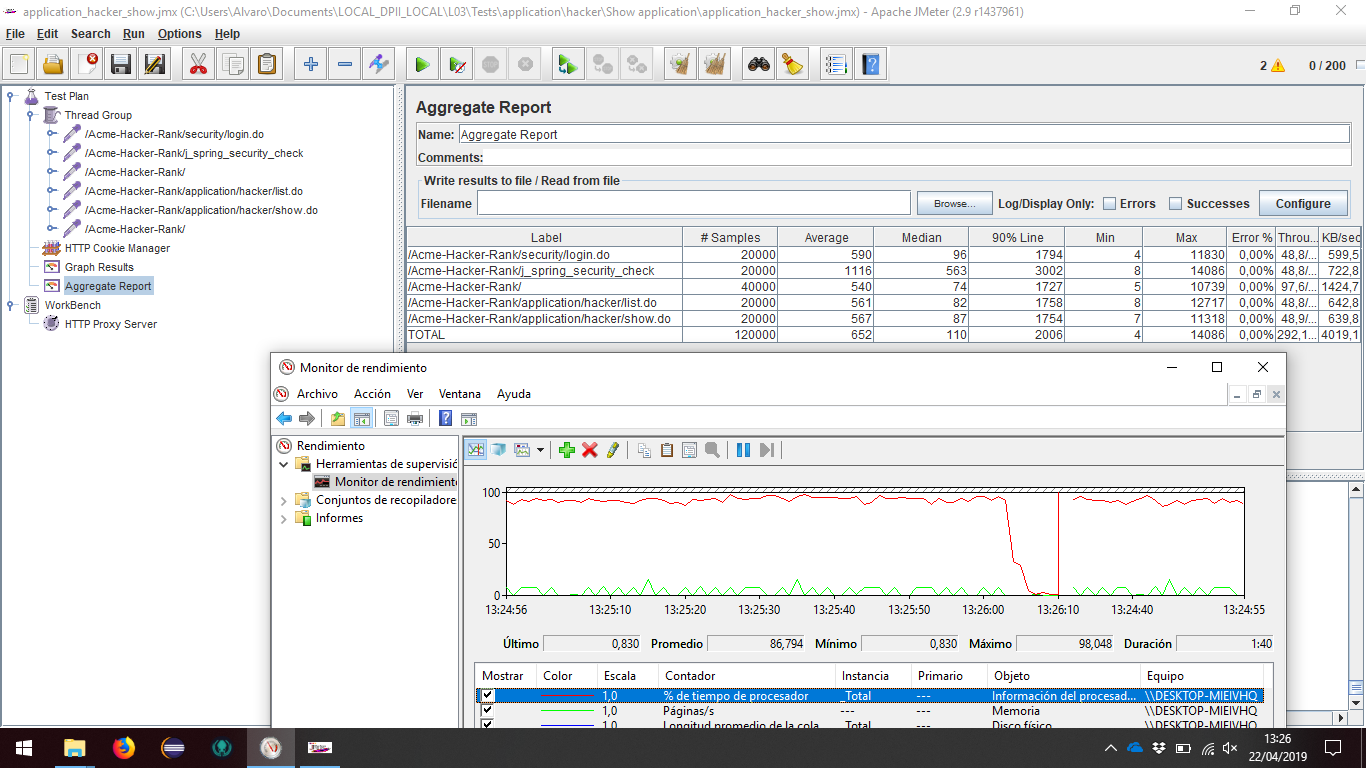 application_hacker_show.jmx (C:\Users\Alvaro\Documents\LOCAL_DPII_LOCAL\L03\Tests\application\hacker\Show application\application_hacker_show.jmx) - Apache JMeter (2.9 r1437961)
File Edit Search Run Options Help
2 0 / 200
Test Plan
Thread Group
/Acme-Hacker-Rank/security/login.do
/Acme-Hacker-Rank/j_spring_security_check
/Acme-Hacker-Rank/
/Acme-Hacker-Rank/application/hacker/list.do
/Acme-Hacker-Rank/application/hacker/show.do
/Acme-Hacker-Rank/
HTTP Cookie Manager
Graph Results
Aggregate Report
WorkBench
HTTP Proxy Server
Aggregate Report
Name: Aggregate Report
Comments:
Write results to file / Read from file
Filename Browse... Log/Display Only: Errors Successes Configure
Label # Samples Average Median 90% Line Min Max Error % Throu... KB/sec
/Acme-Hacker-Rank/security/login.do 20000 590 96 1794 4 11830 0,00% 48,8/... 599,5
/Acme-Hacker-Rank/j_spring_security_check 20000 1116 563 3002 8 14086 0,00% 48,8/... 722,8
/Acme-Hacker-Rank/ 40000 540 74 1727 5 10739 0,00% 97,6/... 1424,7
/Acme-Hacker-Rank/application/hacker/list.do 20000 561 82 1758 8 12717 0,00% 48,8/... 642,8
/Acme-Hacker-Rank/application/hacker/show.do 20000 567 87 1754 7 11318 0,00% 48,9/... 639,8
TOTAL 120000 652 110 2006 4 14086 0,00% 292,1... 4019,1
Monitor de rendimiento
Archivo Acción Ver Ventana Ayuda
Rendimiento
Herramientas de supervisió
Monitor de rendimient
Conjuntos de recopiladore
Informes
100
50
0
13:24:56 13:25:10 13:25:20 13:25:30 13:25:40 13:25:50 13:26:00 13:26:10 13:24:40 13:24:55
Último 0,830 Promedio 86,794 Mínimo 0,830 Máximo 98,048 Duración 1:40
Mostrar Color Escala Contador Instancia Primario Objeto Equipo
1,0 % de tiempo de procesador _Total --- Información del procesad... \\DESKTOP-MIEIVHQ
1,0 Páginas/s --- --- Memoria \\DESKTOP-MIEIVHQ
1,0 Longitud promedio de la cola _Total --- Disco físico \\DESKTOP-MIEIVHQ
13:26
22/04/2019